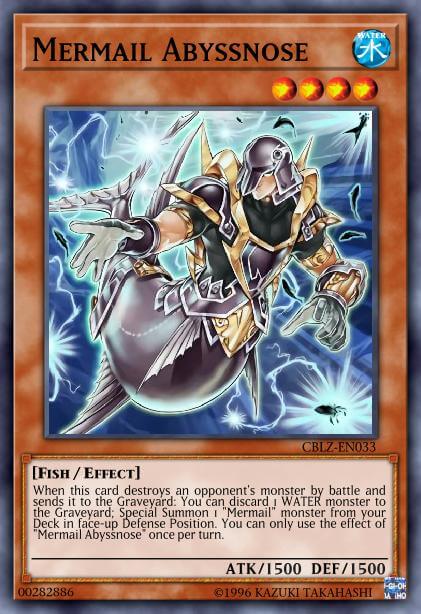 MERMAIL ABYSSNOSE
WATER
水
CBLZ-EN033
[FISH / EFFECT]
When this card destroys an opponent's monster by battle and
sends it to the Graveyard: You can discard 1 WATER monster to
the Graveyard; Special Summon 1 "Mermail" monster from your
Deck in face-up Defense Position. You can only use the effect of
"Mermail Abyssnose" once per turn.
ATK/1500 DEF/1500
00282886
©1996 KAZUKI TAKAHASHI